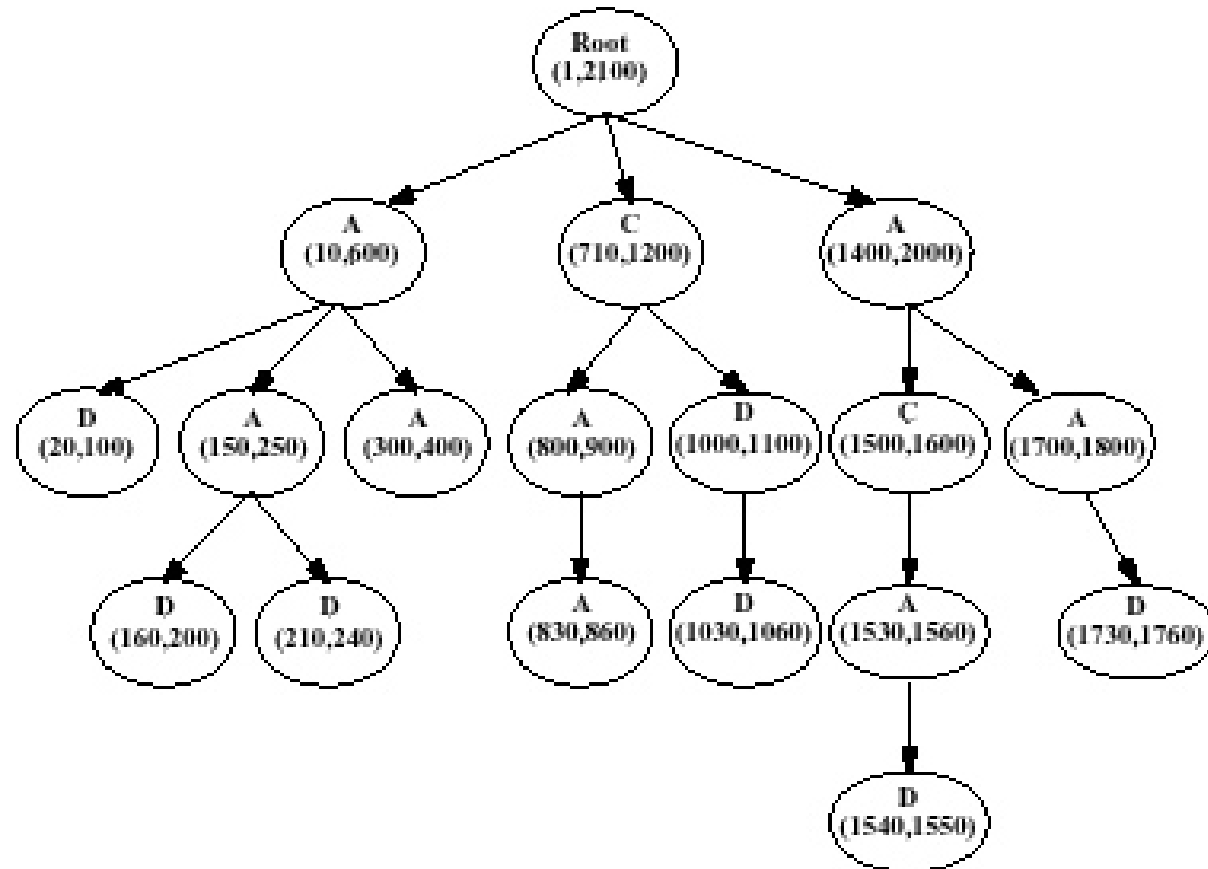 Root
(1,2100)
A
(10,600)
C
(710,1200)
A
(1400,2000)
D
(20,100)
A
(150,250)
A
(300,400)
A
(800,900)
D
(1000,1100)
C
(1500,1600)
A
(1700,1800)
D
(160,200)
D
(210,240)
A
(830,860)
D
(1030,1060)
A
(1530,1560)
D
(1730,1760)
D
(1540,1550)